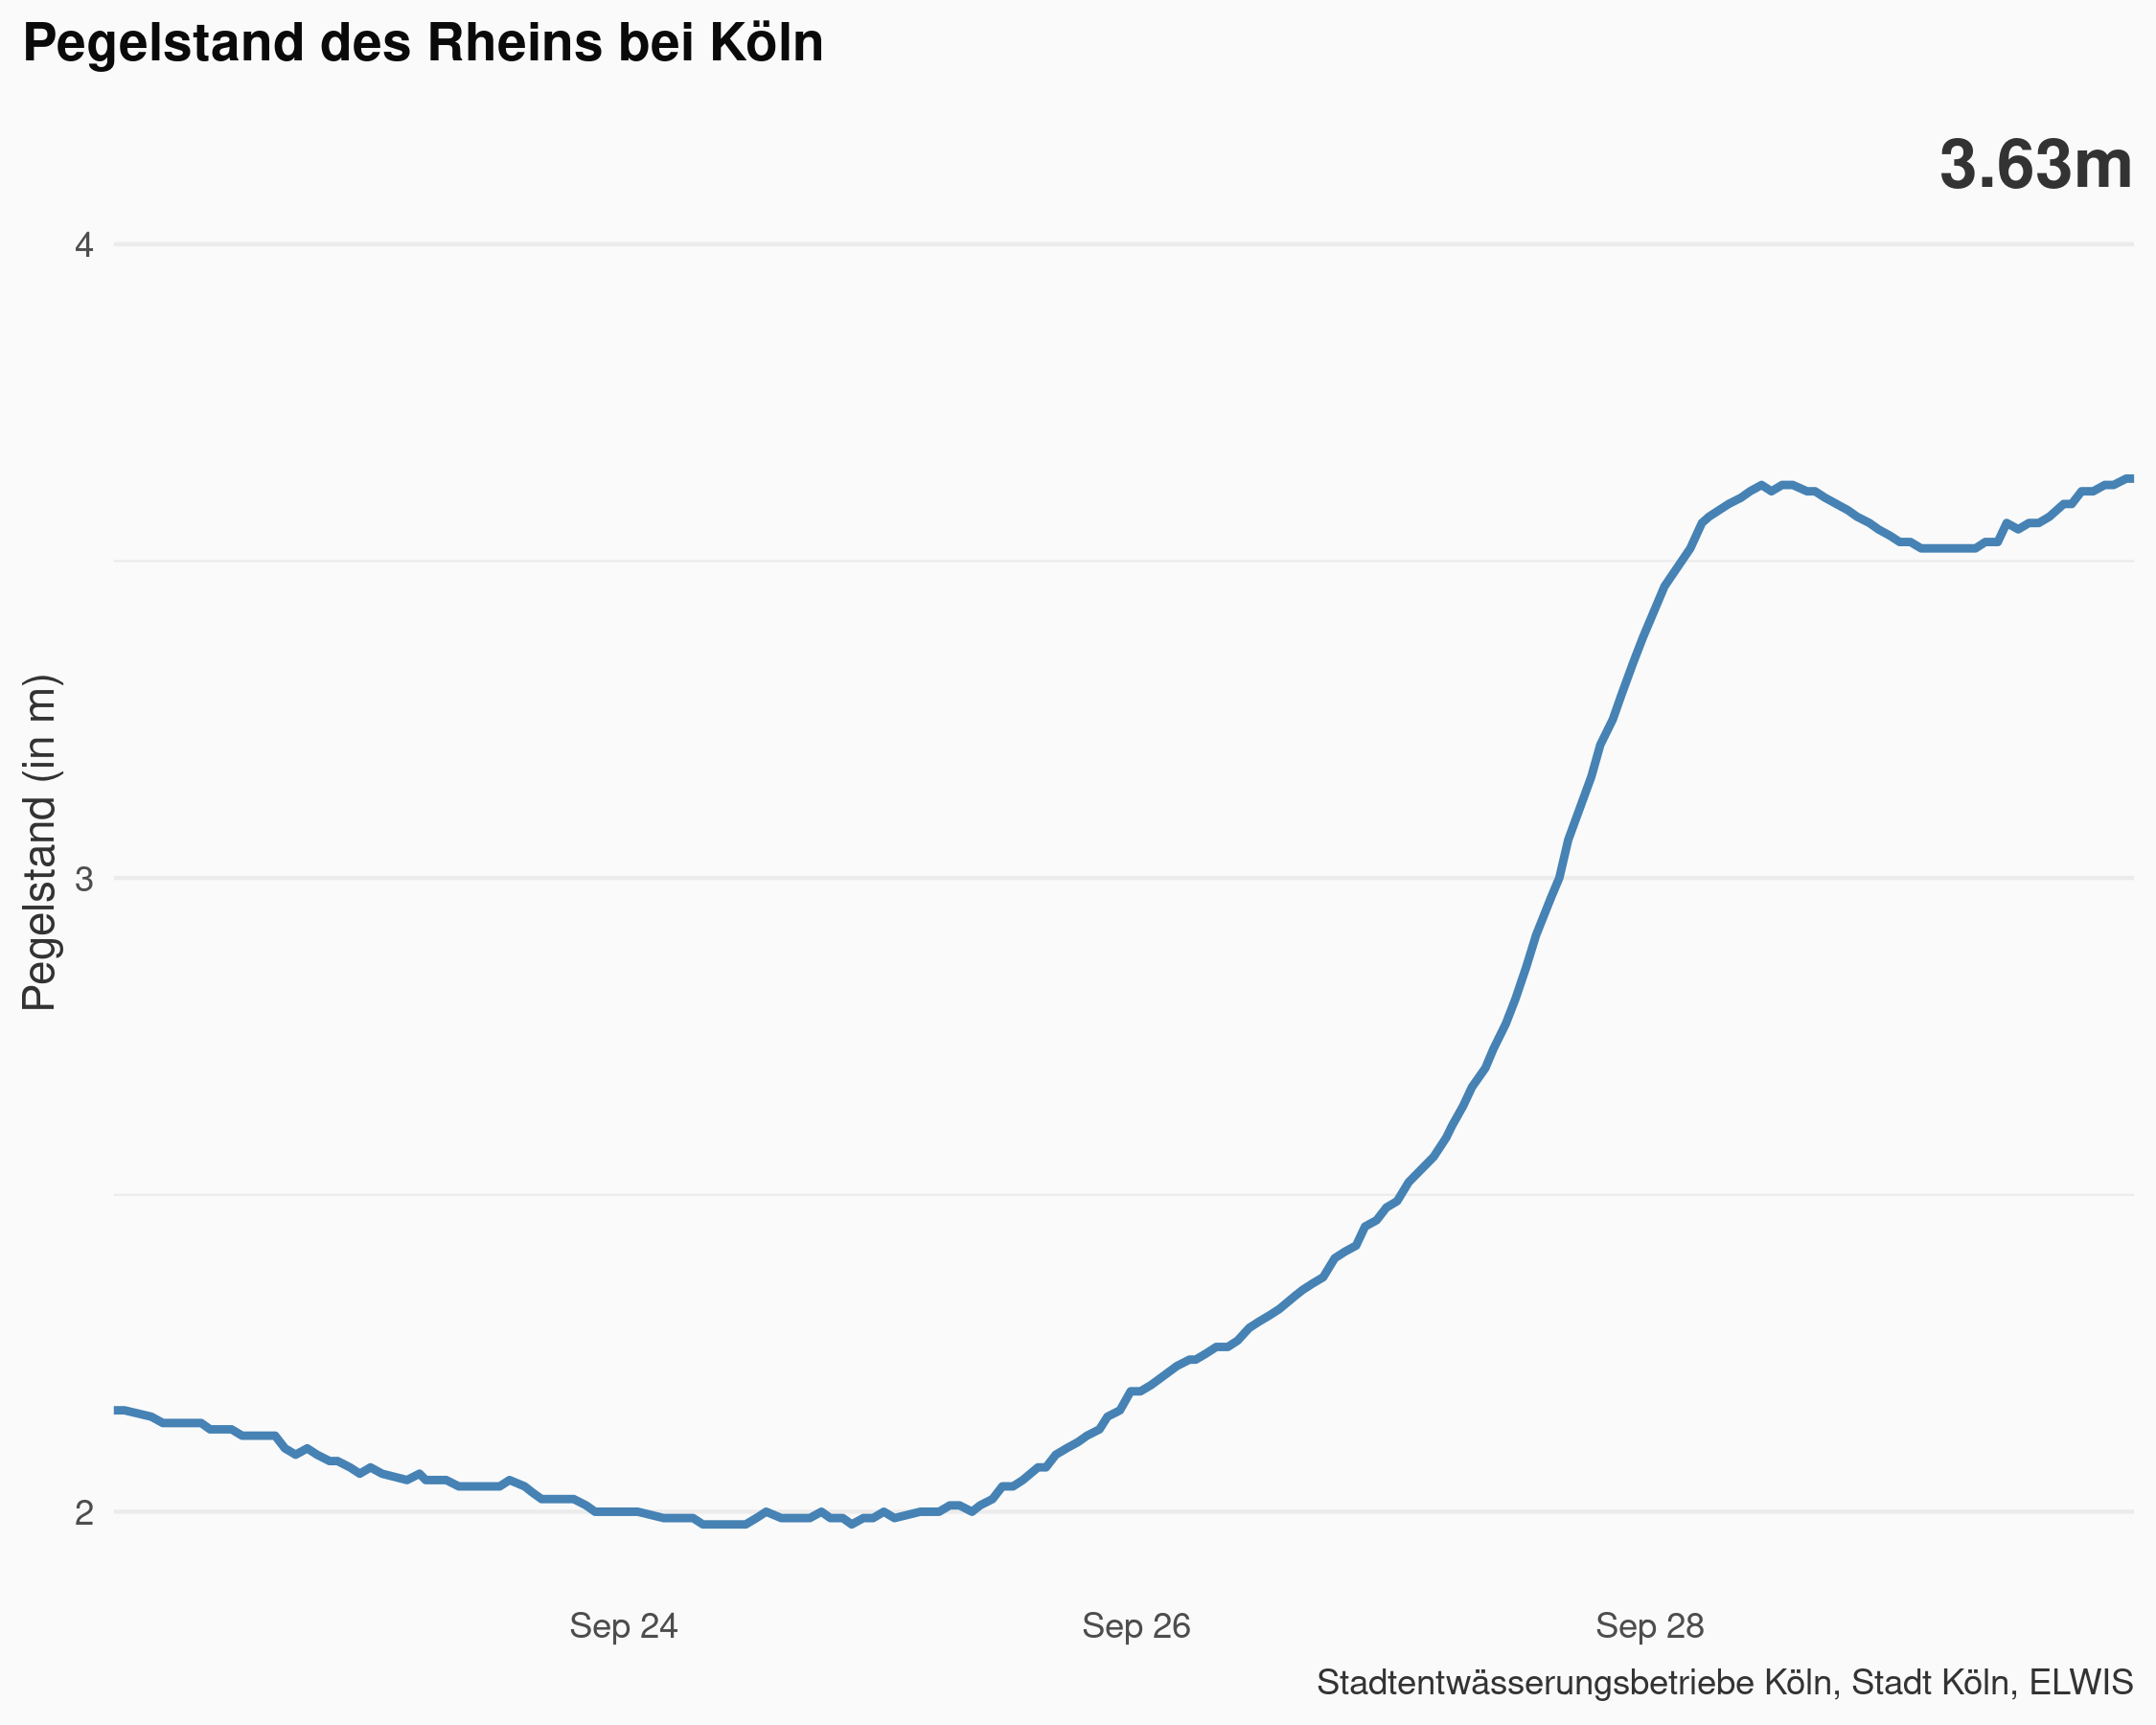 Pegelstand des Rheins bei Köln
3.63m
4
3
2
Pegelstand (in m)
Sep 24
Sep 26
Sep 28
Stadtentwässerungsbetriebe Köln, Stadt Köln, ELWIS